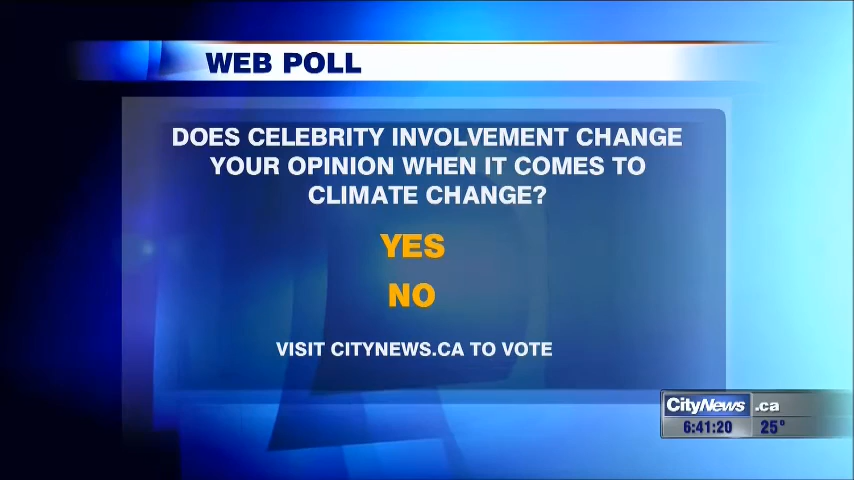 WEB POLL
DOES CELEBRITY INVOLVEMENT CHANGE
YOUR OPINION WHEN IT COMES TO
CLIMATE CHANGE?
YES
NO
VISIT CITYNEWS.CA TO VOTE
CityNews .ca
6:41:20 25°